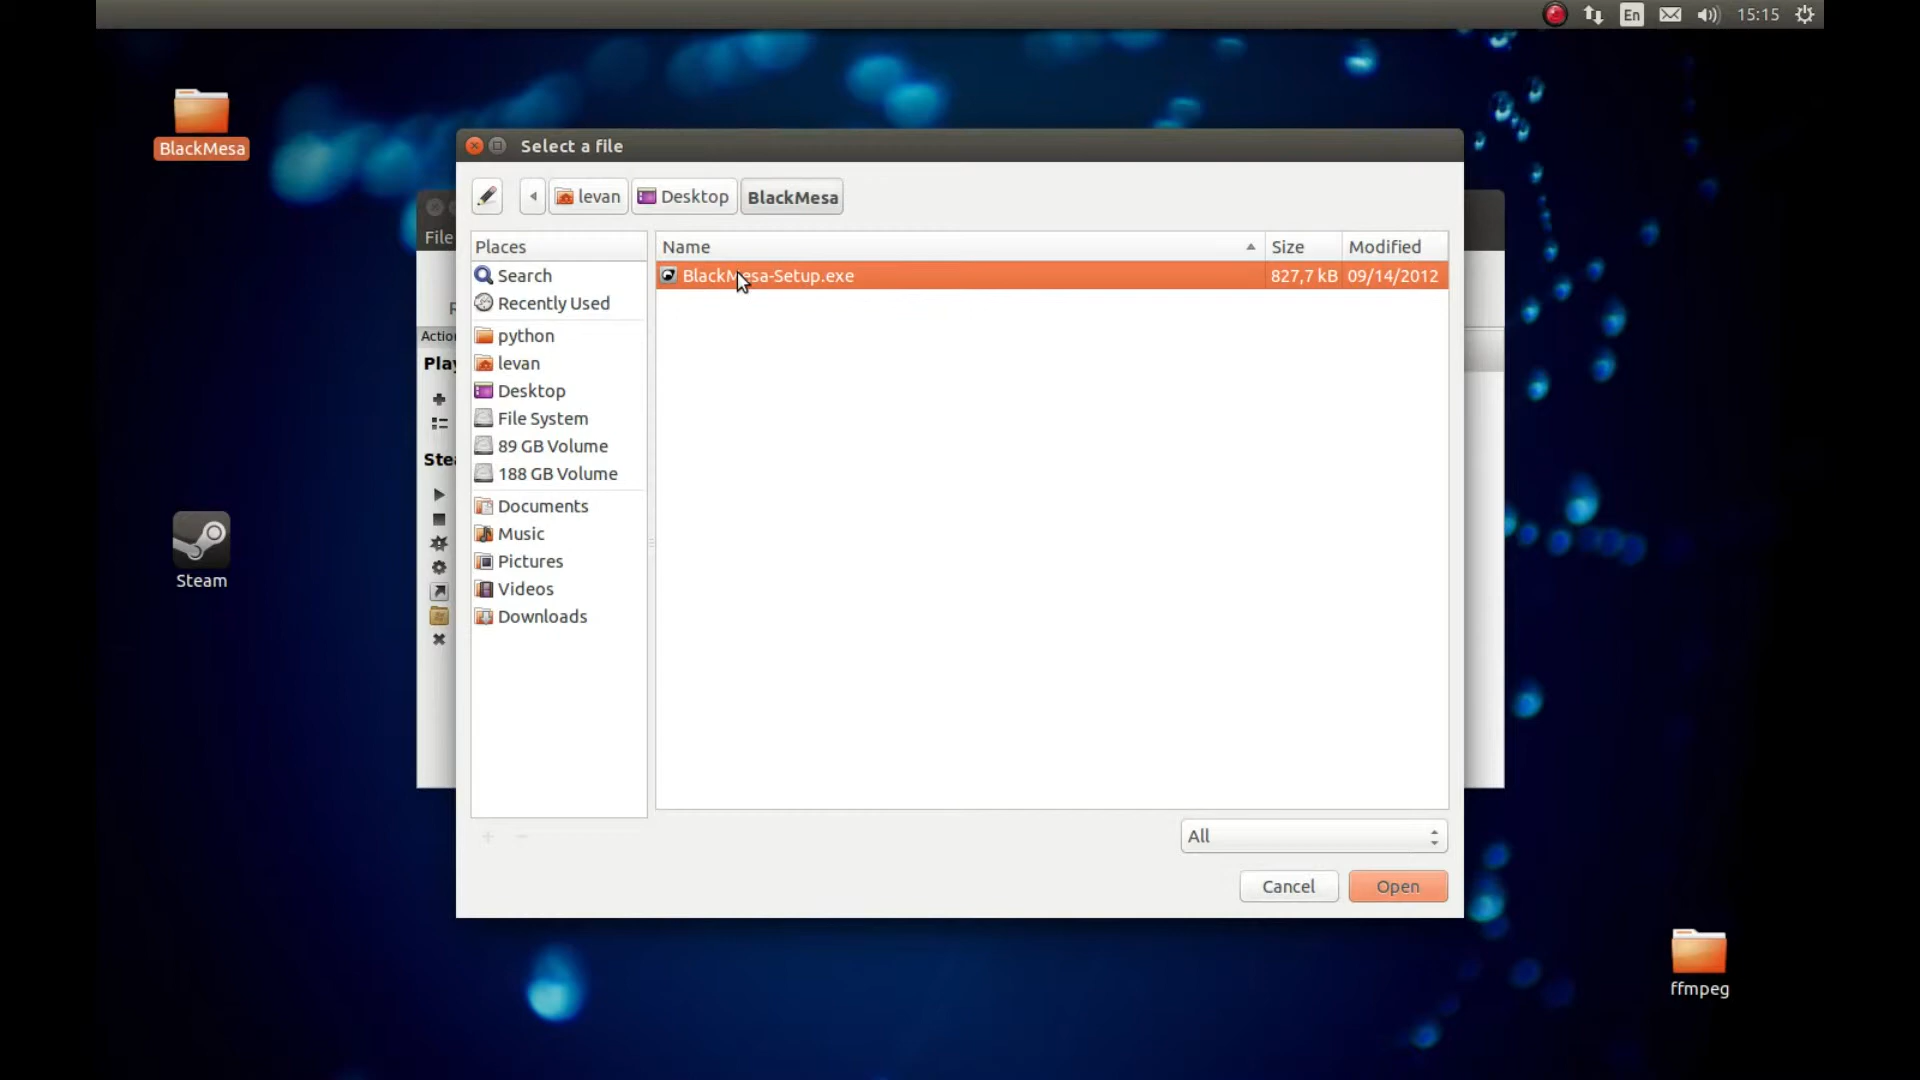 En 15:15
BlackMesa
Select a file
levan Desktop BlackMesa
File
Places
Name Size Modified
Search
BlackMesa-Setup.exe 827,7 kB 09/14/2012
Recently Used
python
Actio
levan
Play
Desktop
File System
89 GB Volume
Stea
188 GB Volume
Documents
Music
Pictures
Videos
Downloads
Steam
All
Cancel Open
ffmpeg